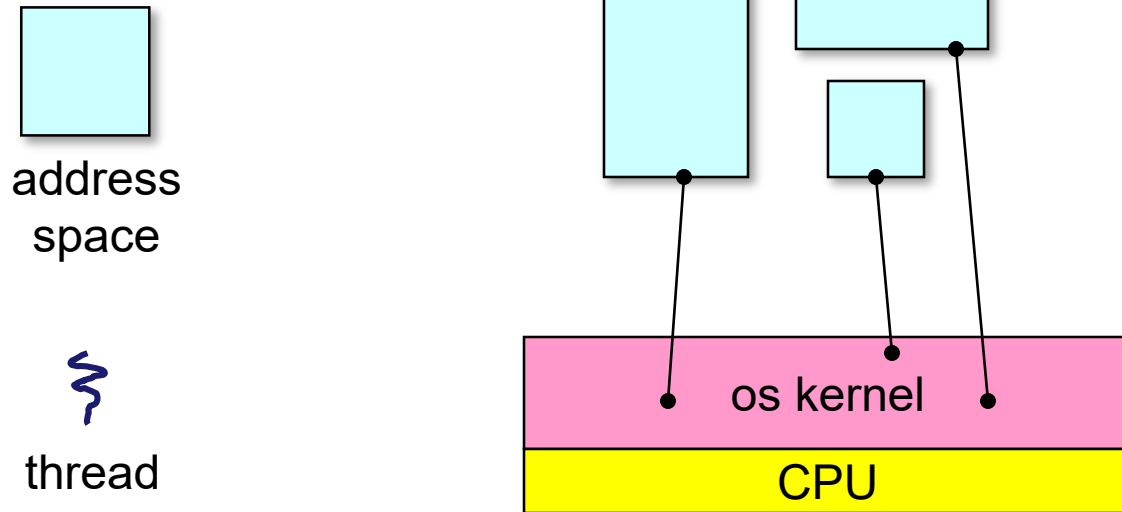 address
space
thread
os kernel
CPU